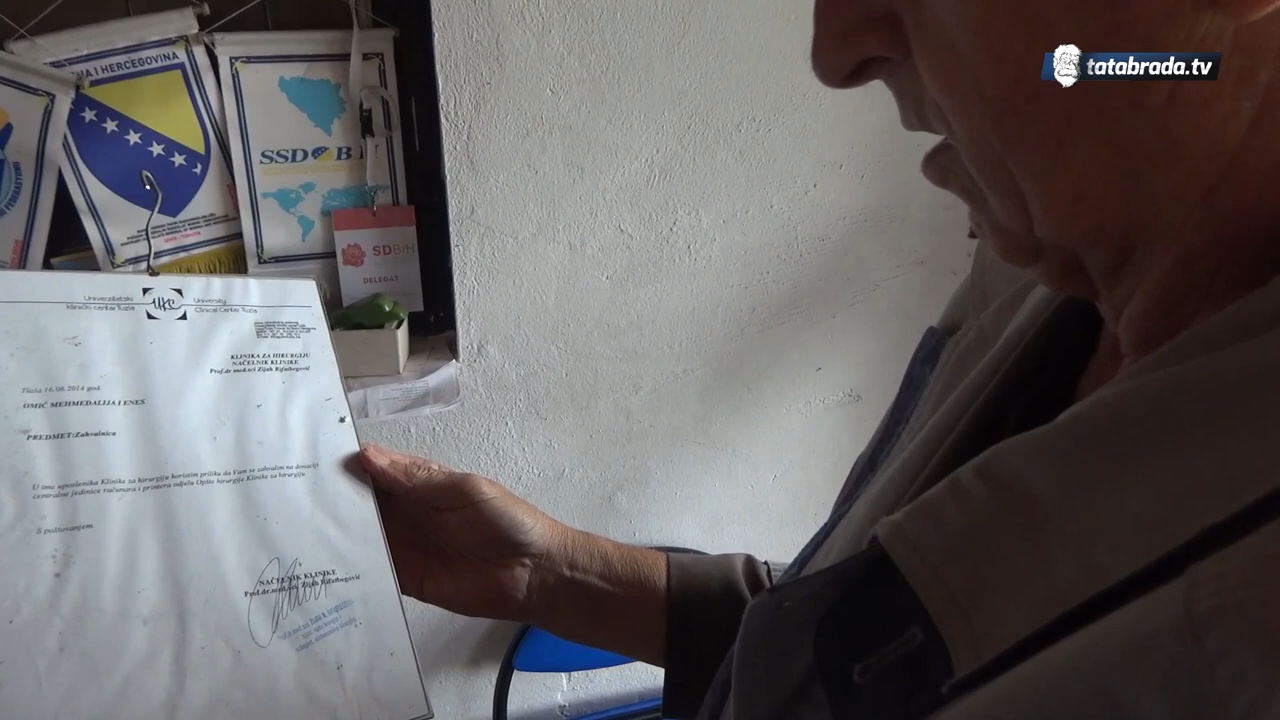 tatabrada.tv
I HERCEGOVINA
SSD
SDBiH
DELEGAT
Univerzitetski
klinički centar Tuzla
UKC
University
Clinical Center Tuzla
KLINIKA ZA HIRURGIJU
NAČELNIK KLINIKE
Prof.dr med.sci Zijah Rifatbegović
Tuzla 16.08.2014 god.
OMIĆ MEHMEDALIJA I ENES
PREDMET:Zahvalnica
U ime uposlenika Klinike za hirurgiju koristim priliku da Vam se zahvalim na donaciji
centralne jedinice računara i printera odjelu Opšte hirurgije Klinike za hirurgiju
S poštovanjem
NAČELNIK KLINIKE
Prof.dr.med.sci Zijah Rifatbegović